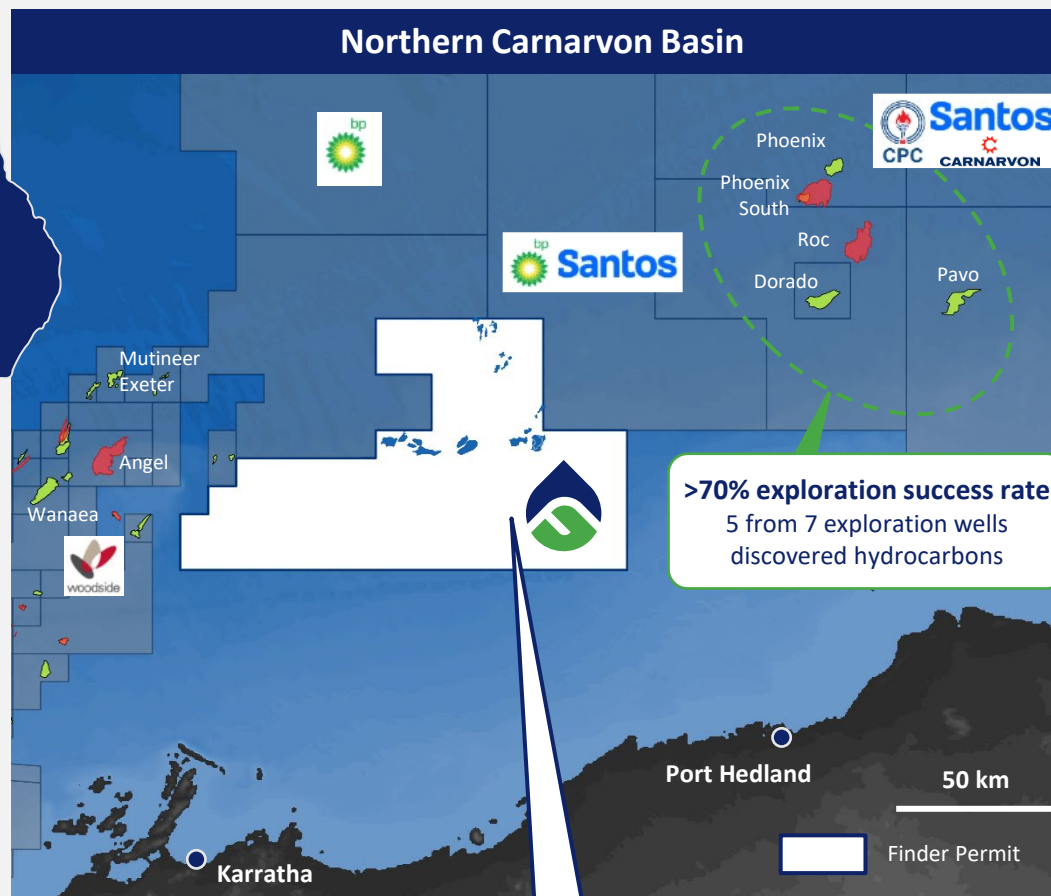 Northern Carnarvon Basin
bp
CPC
Santos
CARNARVON
Phoenix
Phoenix
South
Roc
bp
Santos
Dorado
Pavo
Mutineer
Exeter
Angel
Wanaea
woodside
>70% exploration success rate
5 from 7 exploration wells
discovered hydrocarbons
Port Hedland
50 km
Karratha
Finder Permit